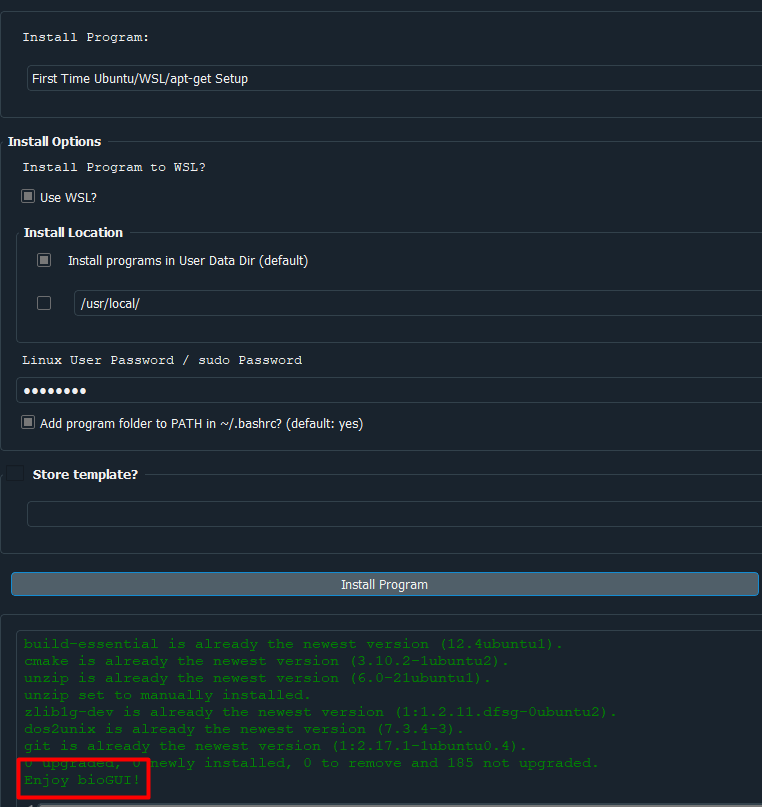 Install Program:
First Time Ubuntu/WSL/apt-get Setup
Install Options
Install Program to WSL?
Use WSL?
Install Location
Install programs in User Data Dir (default)
/usr/local/
Linux User Password / sudo Password
●●●●●●●●
Add program folder to PATH in ~/.bashrc? (default: yes)
Store template?
Install Program
build-essential is already the newest version (12.4ubuntu1).
cmake is already the newest version (3.10.2-1ubuntu2).
unzip is already the newest version (6.0-21ubuntu1).
unzip set to manually installed.
zlib1g-dev is already the newest version (1:1.2.11.dfsg-0ubuntu2).
dos2unix is already the newest version (7.3.4-3).
git is already the newest version (1:2.17.1-1ubuntu0.4).
0 upgraded, 0 newly installed, 0 to remove and 185 not upgraded.
Enjoy bioGUI!